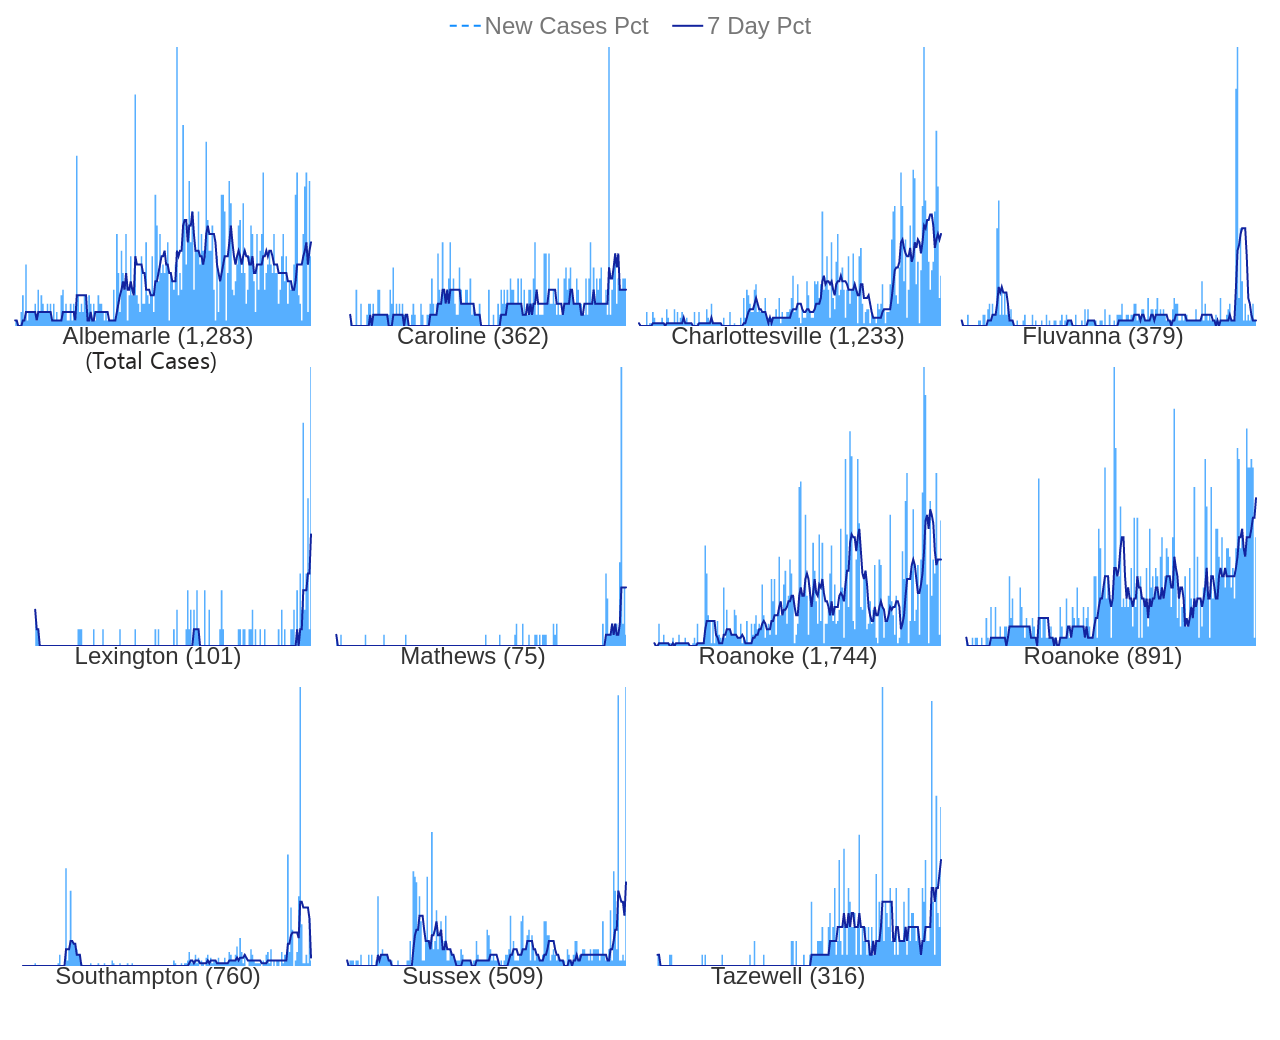 New Cases Pct 7 Day Pct
Albemarle (1,283) Caroline (362) Charlottesville (1,233) Fluvanna (379)
(Total Cases)
Lexington (101) Mathews (75) Roanoke (1,744) Roanoke (891)
Southampton (760) Sussex (509) Tazewell (316)